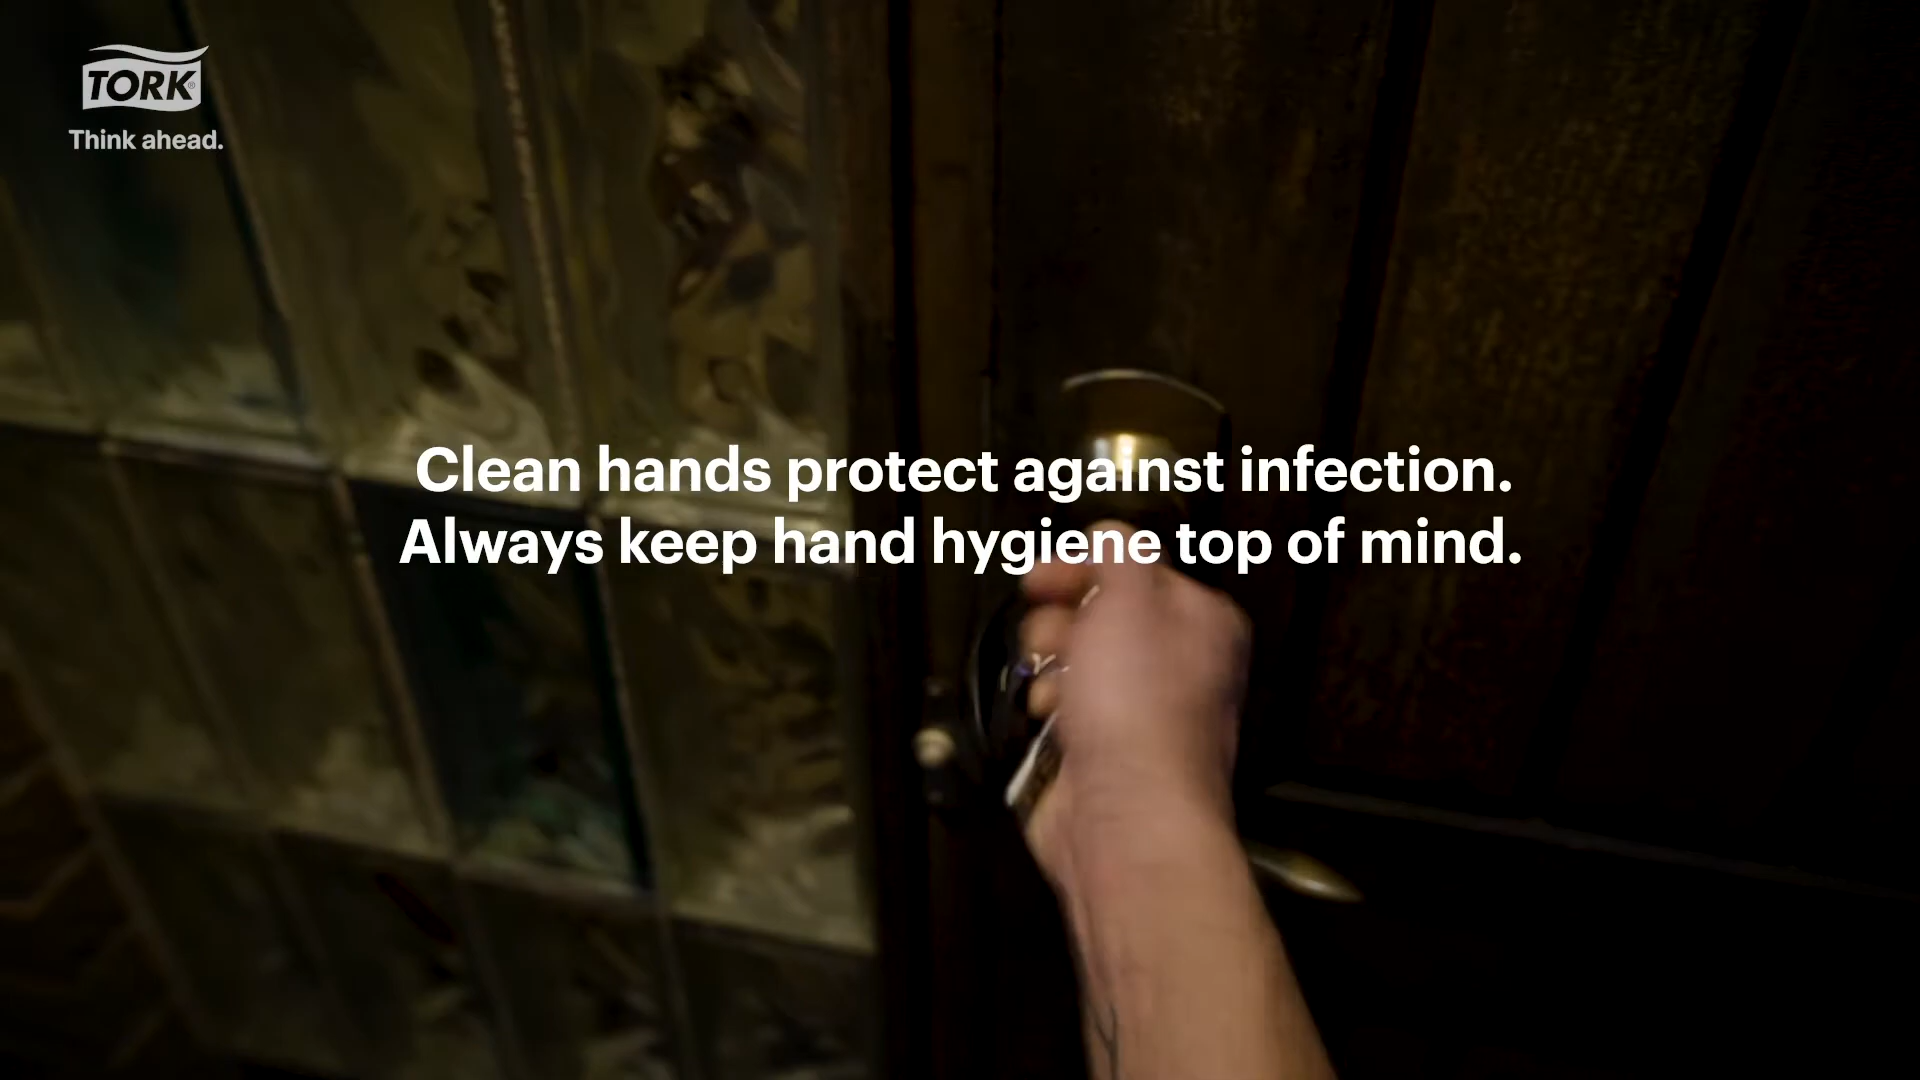 TORK®
Think ahead.
Clean hands protect against infection.
Always keep hand hygiene top of mind.